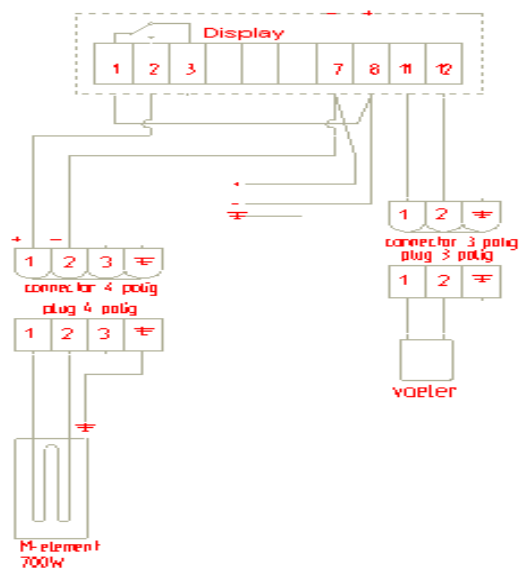 - +
Display
1 2 3 7 8 11 12
+
-
+ -
1 2 3
connector 4 polig
plug 4 polig
1 2 3
1 2
connector 3 polig
plug 3 polig
1 2
voeler
M-element
700W